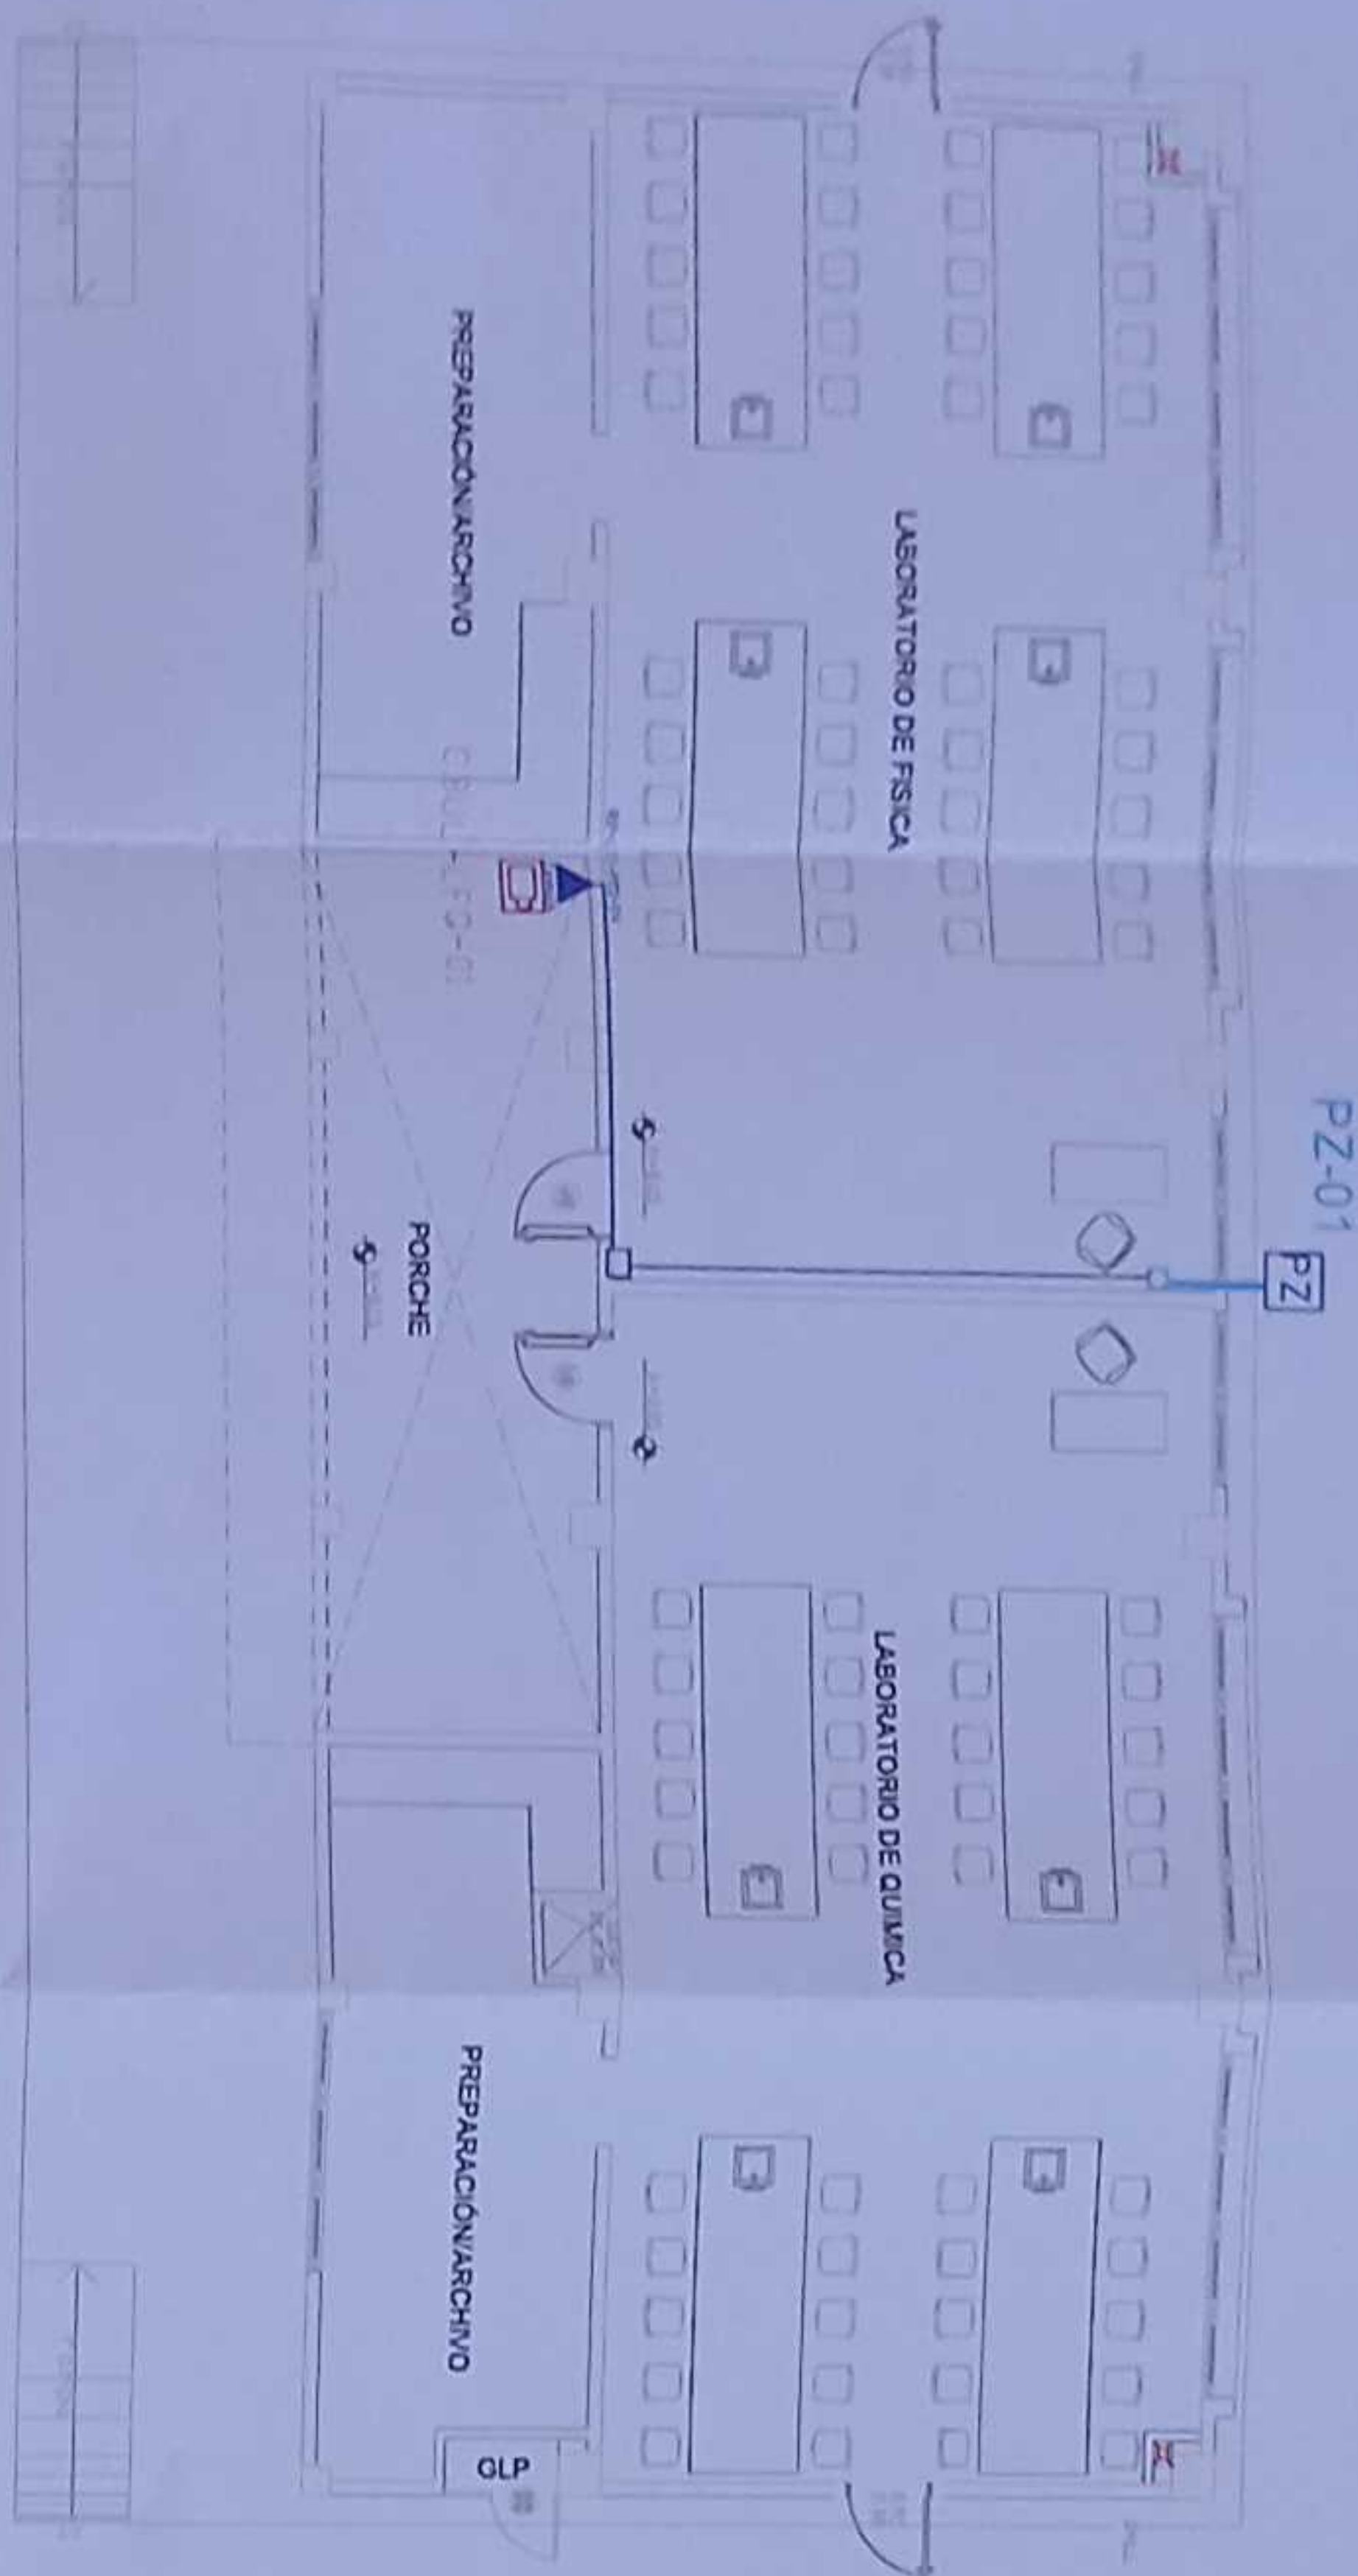 PZ-01
PZ
LABORATORIO DE FISICA
LABORATORIO DE QUIMICA
PREPARACIÓN/ARCHIVO
PORCHE
PREPARACIÓN/ARCHIVO
GLP